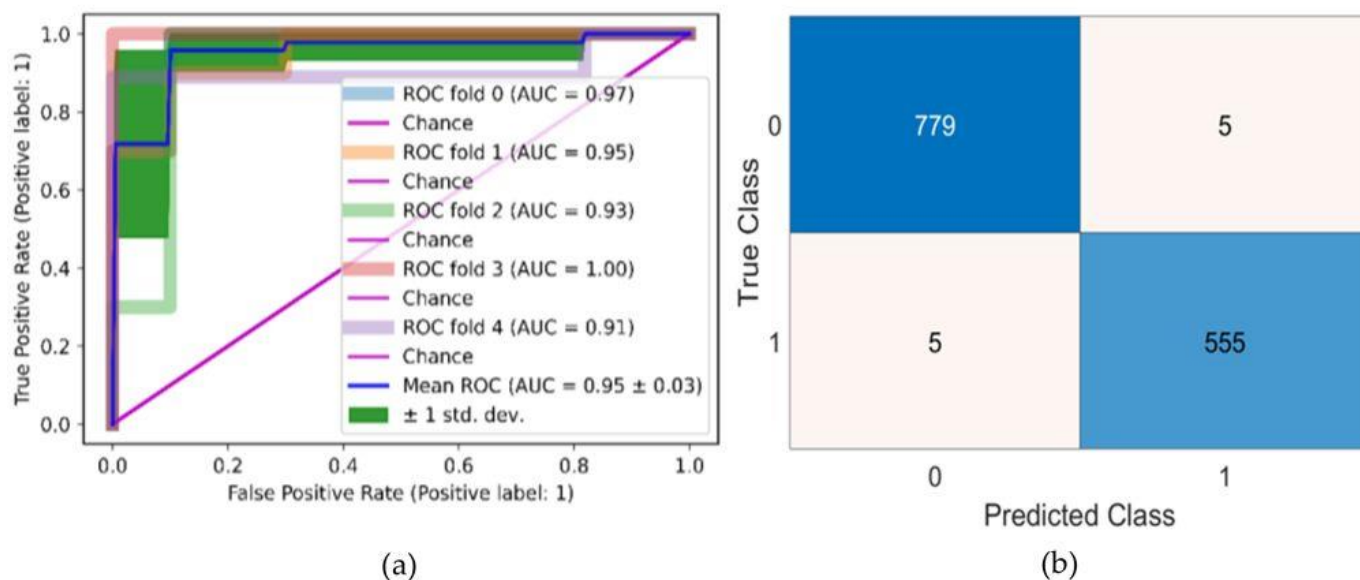 True Positive Rate (Positive label: 1)
1.0
0.8
0.6
0.4
0.2
0.0
ROC fold 0 (AUC = 0.97)
Chance
ROC fold 1 (AUC = 0.95)
Chance
ROC fold 2 (AUC = 0.93)
Chance
ROC fold 3 (AUC = 1.00)
Chance
ROC fold 4 (AUC = 0.91)
Chance
Mean ROC (AUC = 0.95 ± 0.03)
± 1 std. dev.
0.0 0.2 0.4 0.6 0.8 1.0
False Positive Rate (Positive label: 1)
(a)
True Class
0 779 5
1 5 555
0 1
Predicted Class
(b)